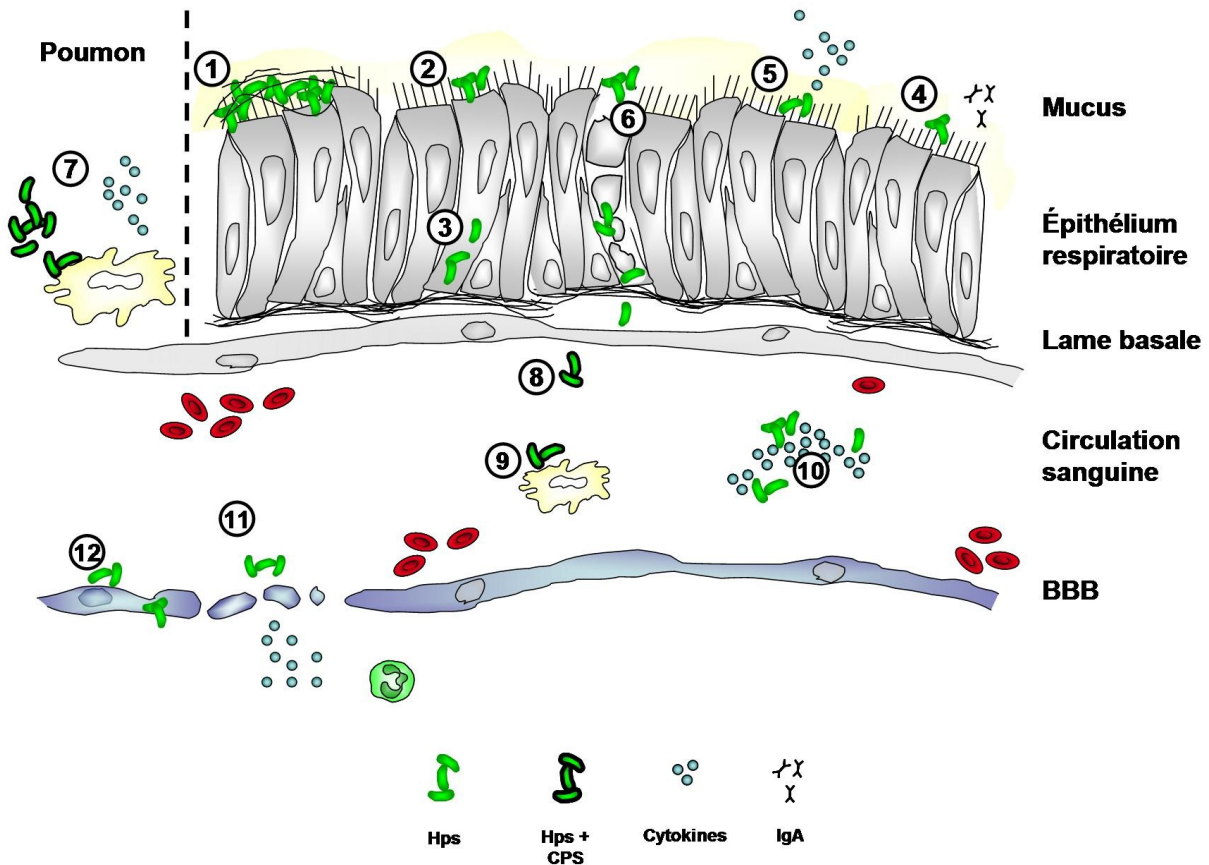 Poumon
1
2
5
4
Mucus
6
7
3
Épithélium
respiratoire
Lame basale
8
9
10
Circulation
sanguine
11
12
BBB
Hps
Hps +
CPS
Cytokines
IgA